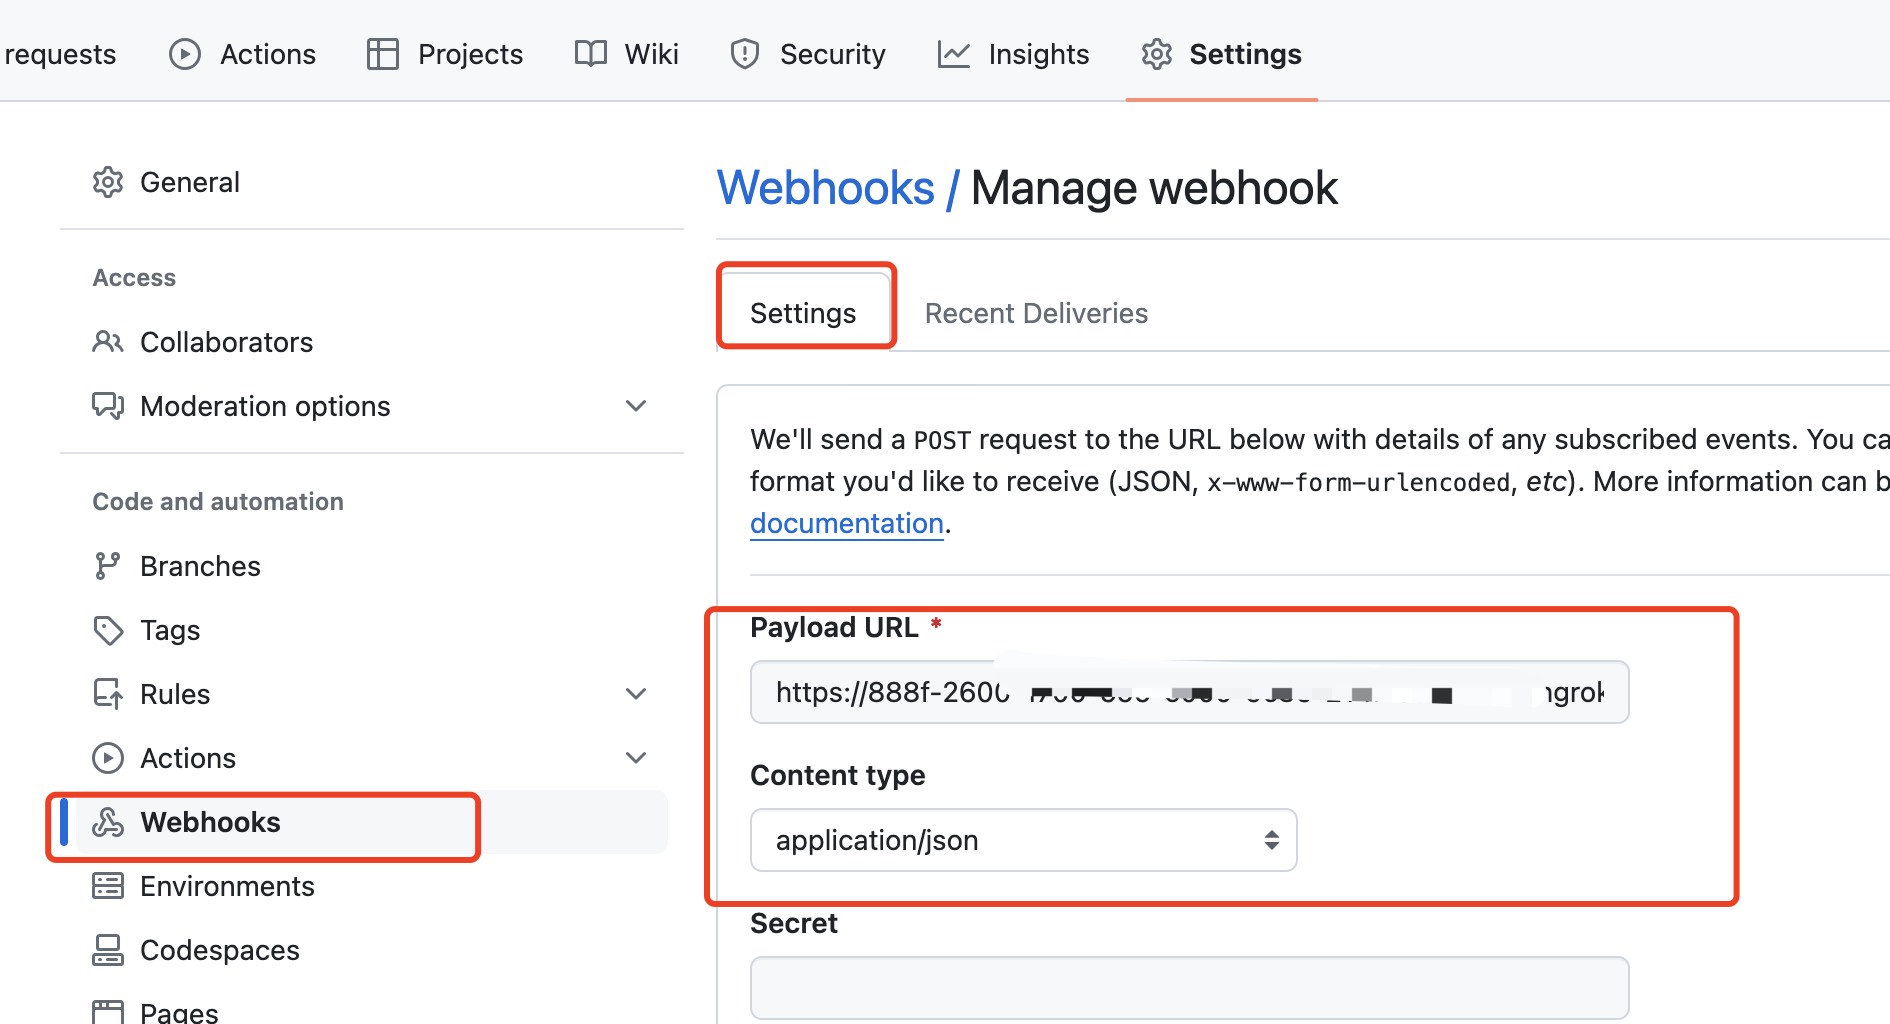 requests Actions Projects Wiki Security Insights Settings
General
Access
Collaborators
Moderation options
Code and automation
Branches
Tags
Rules
Actions
Webhooks
Environments
Codespaces
Pages
Webhooks / Manage webhook
Settings Recent Deliveries
We'll send a POST request to the URL below with details of any subscribed events. You ca
format you'd like to receive (JSON, x-www-form-urlencoded, etc). More information can b
documentation.
Payload URL *
https://888f-2600 ngrok
Content type
application/json
Secret